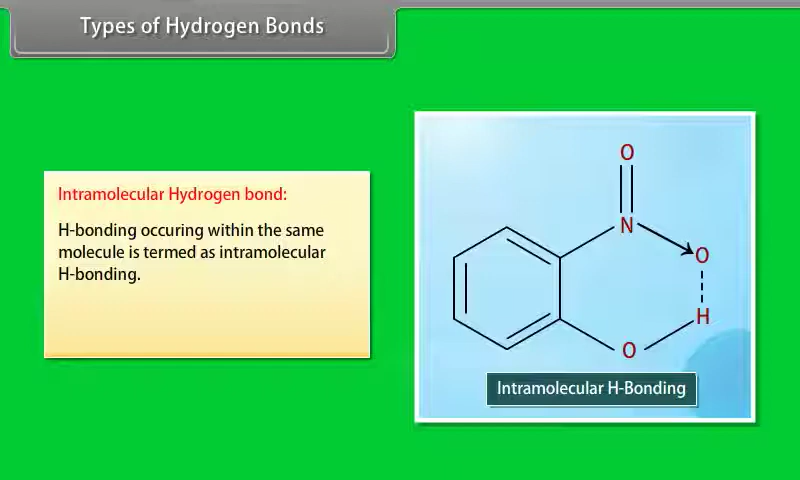 Types of Hydrogen Bonds
Intramolecular Hydrogen bond:
H-bonding occuring within the same
molecule is termed as intramolecular
H-bonding.
O
N
O
H
O
Intramolecular H-Bonding